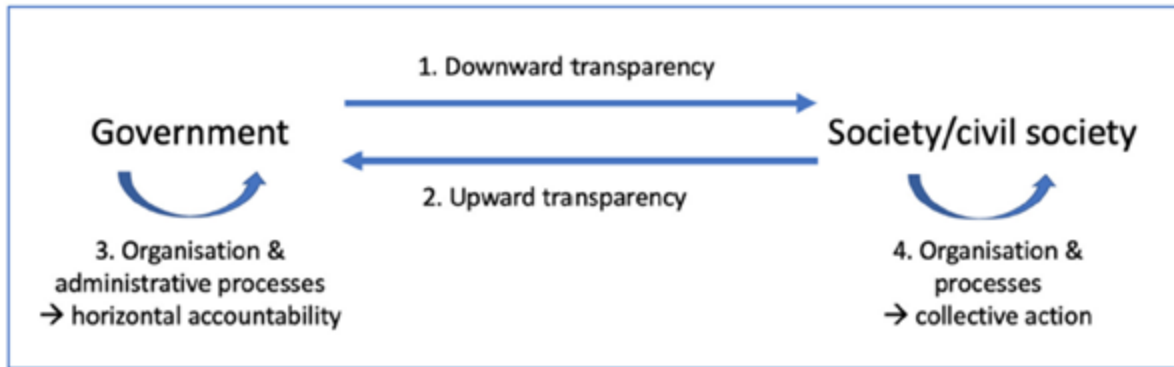 1. Downward transparency
Government
Society/civil society
2. Upward transparency
3. Organisation &
administrative processes
→ horizontal accountability
4. Organisation &
processes
→ collective action